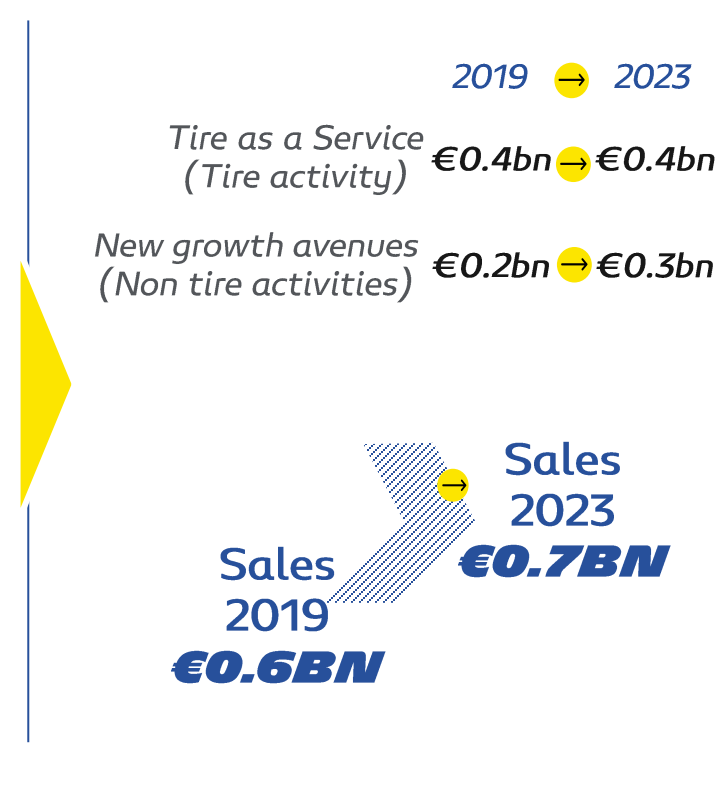 2019 → 2023
Tire as a Service
(Tire activity)
€0.4bn → €0.4bn
New growth avenues
(Non tire activities)
€0.2bn → €0.3bn
→
Sales
2023
€0.7BN
Sales
2019
€0.6BN